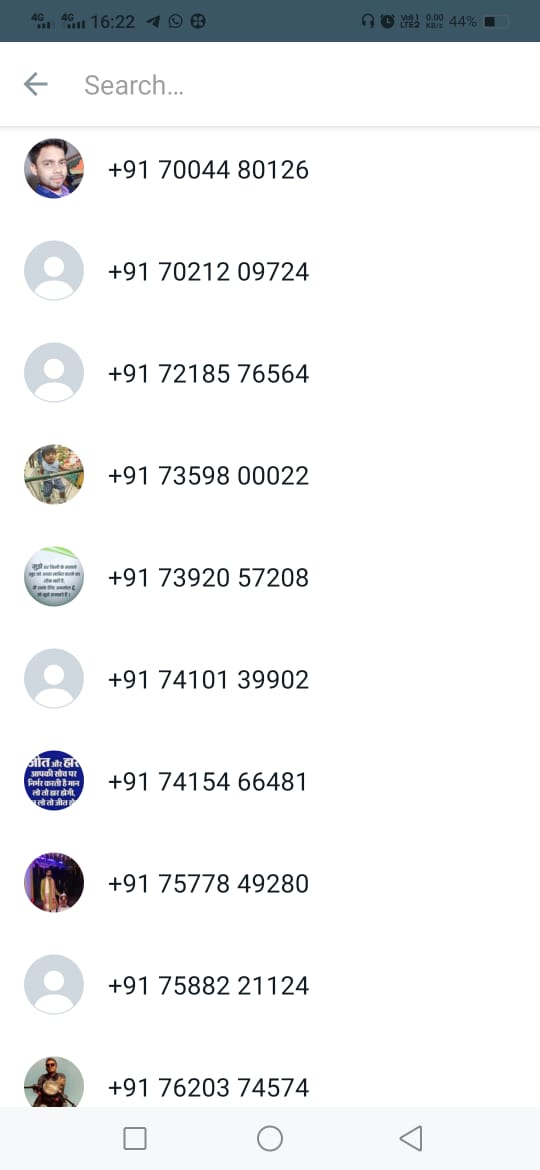 4G 4G 16:22 Vo1) LTE2 0.00 KB/s 44%
Search...
+91 70044 80126
+91 70212 09724
+91 72185 76564
+91 73598 00022
+91 73920 57208
+91 74101 39902
जीत और हार
आपकी सोच पर
निर्भर करती है मान
लो तो हार होगी,
लो तो जीत
+91 74154 66481
+91 75778 49280
+91 75882 21124
+91 76203 74574